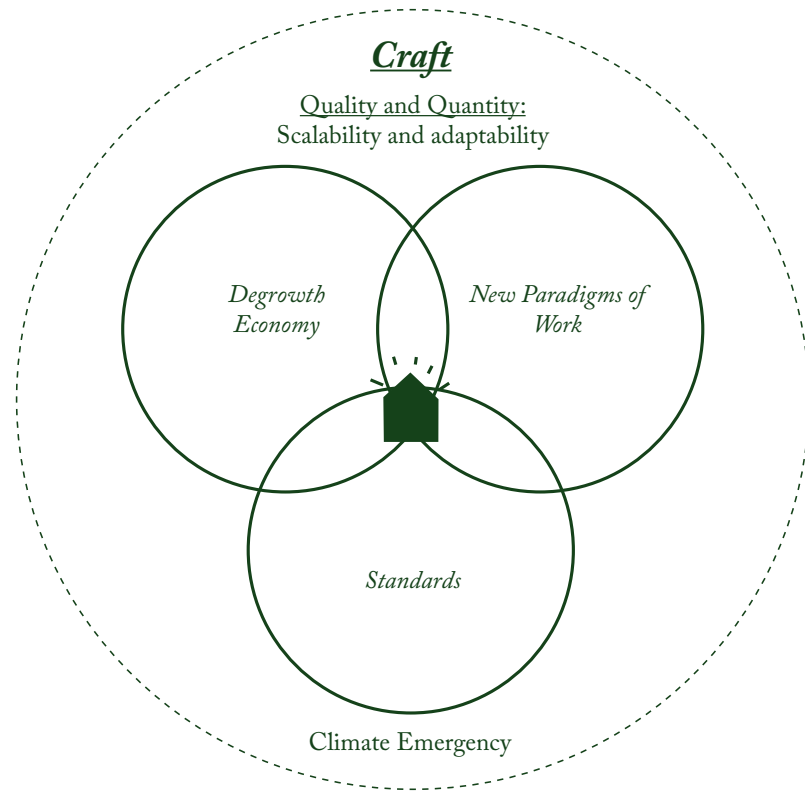 Craft
Quality and Quantity:
Scalability and adaptability
Degrowth
Economy
New Paradigms of
Work
Standards
Climate Emergency